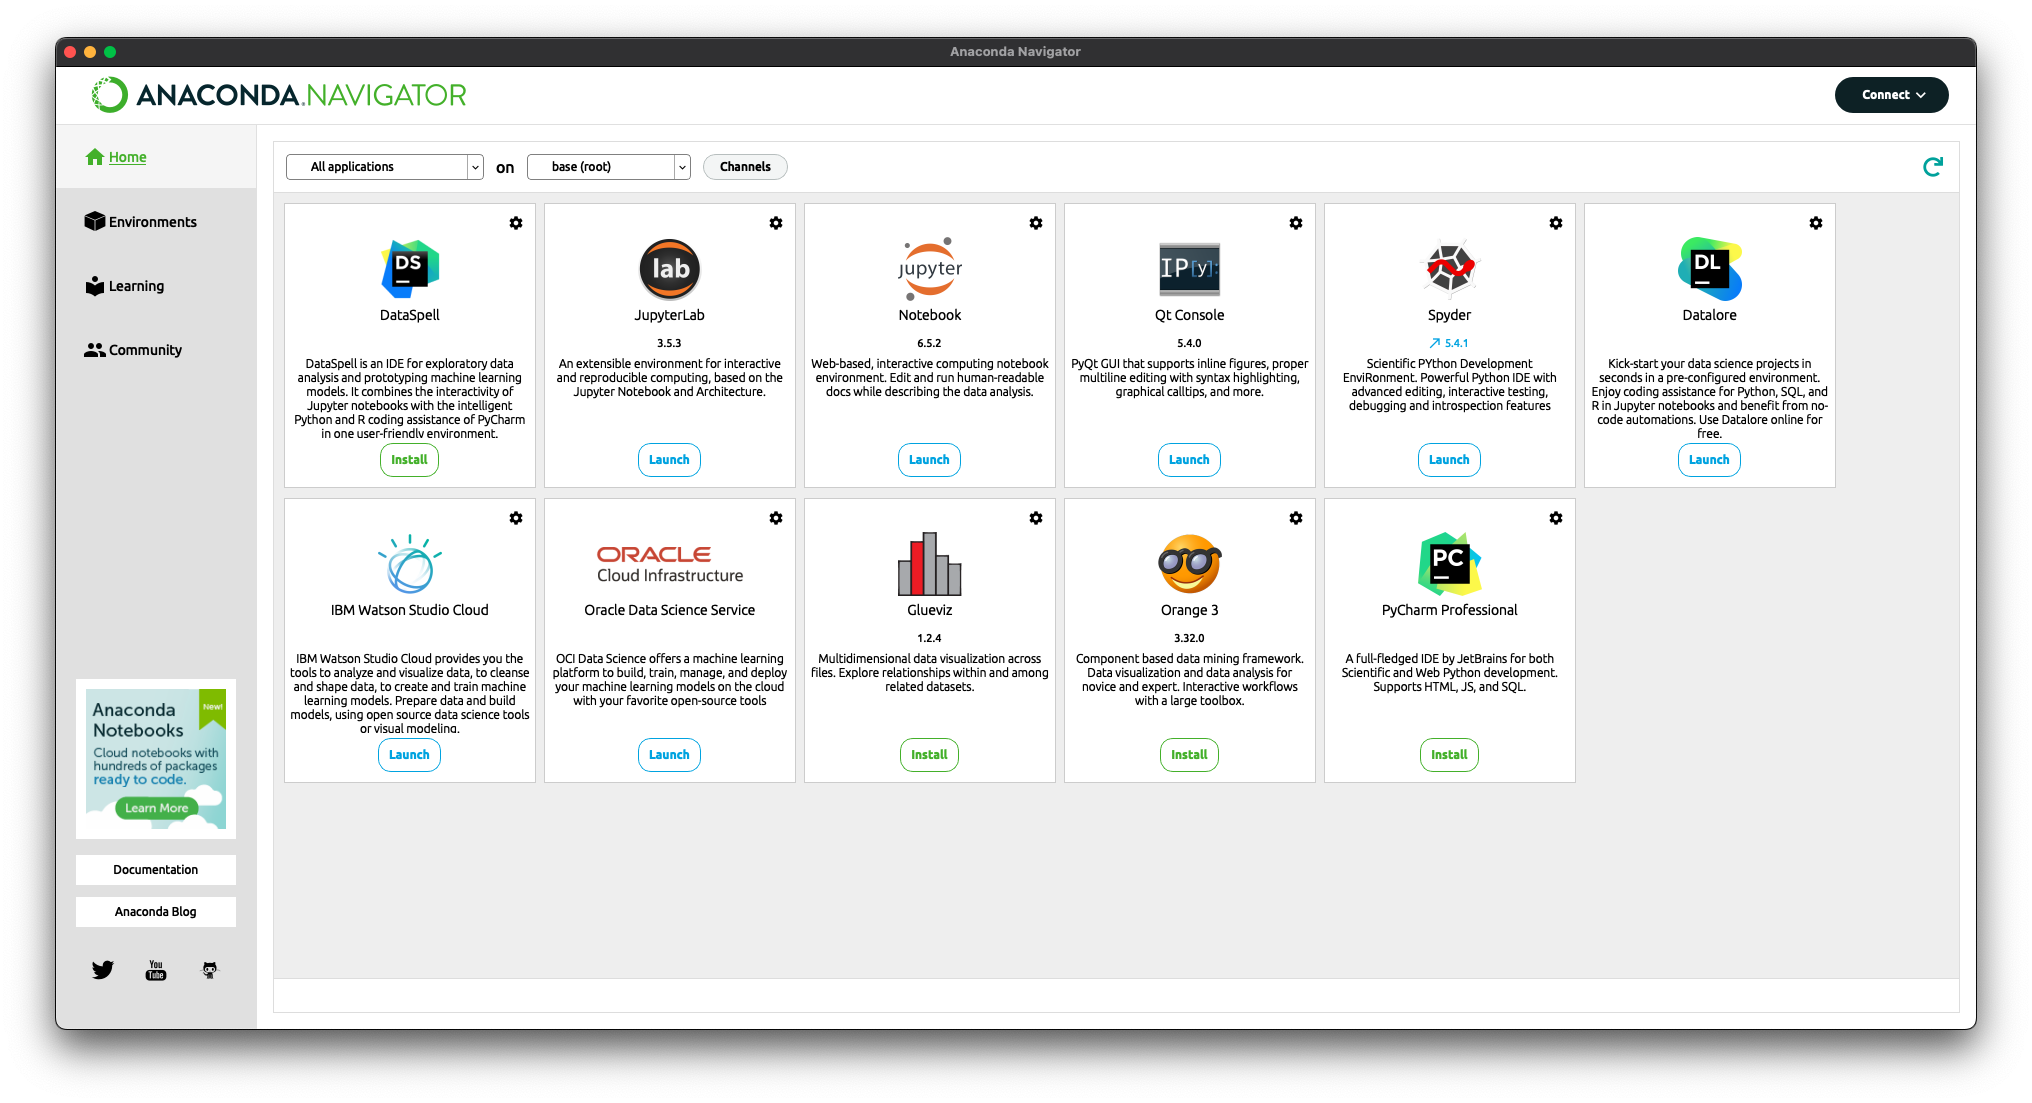 Anaconda Navigator
ANACONDA.NAVIGATOR
Connect
Home
Environments
Learning
Community
Anaconda
Notebooks
New!
Cloud notebooks with
hundreds of packages
ready to code.
Learn More
Documentation
Anaconda Blog
You
Tube
All applications
on
base (root)
Channels
DS
DataSpell
DataSpell is an IDE for exploratory data
analysis and prototyping machine learning
models. It combines the interactivity of
Jupyter notebooks with the intelligent
Python and R coding assistance of PyCharm
in one user-friendly environment.
Install
lab
JupyterLab
3.5.3
An extensible environment for interactive
and reproducible computing, based on the
Jupyter Notebook and Architecture.
Launch
jupyter
Notebook
6.5.2
Web-based, interactive computing notebook
environment. Edit and run human-readable
docs while describing the data analysis.
Launch
IP[y]:
Qt Console
5.4.0
PyQt GUI that supports inline figures, proper
multiline editing with syntax highlighting,
graphical calltips, and more.
Launch
Spyder
5.4.1
Scientific PYthon Development
EnviRonment. Powerful Python IDE with
advanced editing, interactive testing,
debugging and introspection features
Launch
DL
Datalore
Kick-start your data science projects in
seconds in a pre-configured environment.
Enjoy coding assistance for Python, SQL, and
R in Jupyter notebooks and benefit from no-
code automations. Use Datalore online for
free.
Launch
IBM Watson Studio Cloud
IBM Watson Studio Cloud provides you the
tools to analyze and visualize data, to cleanse
and shape data, to create and train machine
learning models. Prepare data and build
models, using open source data science tools
or visual modeling.
Launch
ORACLE
Cloud Infrastructure
Oracle Data Science Service
OCI Data Science offers a machine learning
platform to build, train, manage, and deploy
your machine learning models on the cloud
with your favorite open-source tools
Launch
Glueviz
1.2.4
Multidimensional data visualization across
files. Explore relationships within and among
related datasets.
Install
Orange 3
3.32.0
Component based data mining framework.
Data visualization and data analysis for
novice and expert. Interactive workflows
with a large toolbox.
Install
PC
PyCharm Professional
A full-fledged IDE by JetBrains for both
Scientific and Web Python development.
Supports HTML, JS, and SQL.
Install